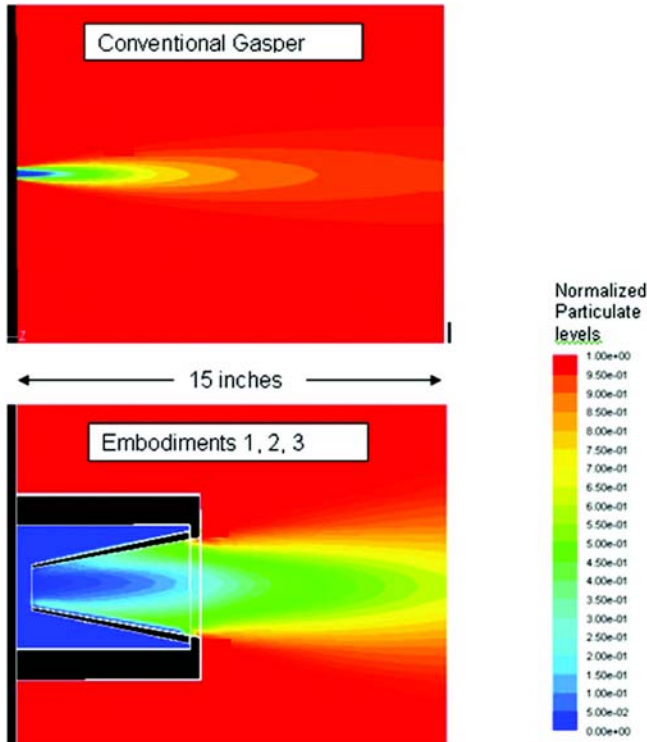 Conventional Gasper
Z
15 inches
Embodiments 1, 2, 3
Normalized
Particulate
levels
1.00e+00
9.50e-01
9.00e-01
8.50e-01
8.00e-01
7.50e-01
7.00e-01
6.50e-01
6.00e-01
5.50e-01
5.00e-01
4.50e-01
4.00e-01
3.50e-01
3.00e-01
2.50e-01
2.00e-01
1.50e-01
1.00e-01
5.00e-02
0.00e+00